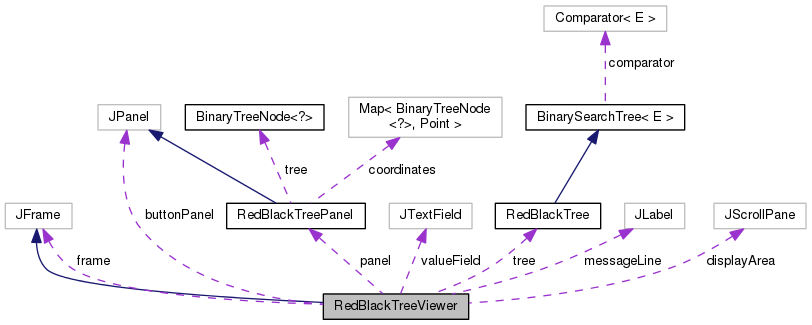 Comparator< E >
comparator
JPanel
BinaryTreeNode<?>
Map< BinaryTreeNode
<?>, Point >
BinarySearchTree< E >
tree
coordinates
JFrame
buttonPanel
RedBlackTreePanel
JTextField
RedBlackTree
JLabel
JScrollPane
frame
panel
valueField
tree
messageLine
displayArea
RedBlackTreeViewer